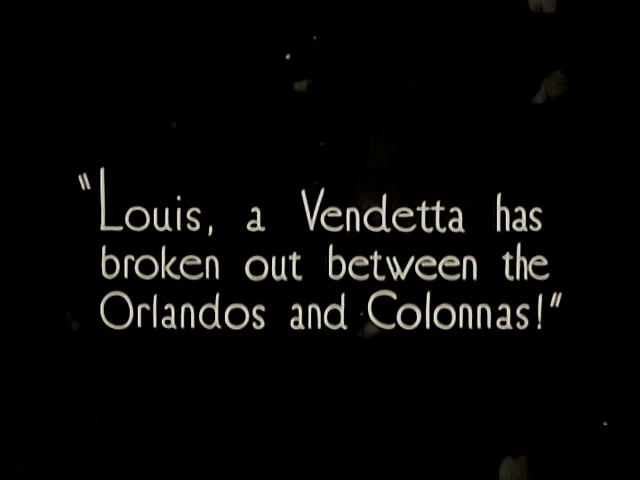 "Louis, a Vendetta has
broken out between the
Orlandos and Colonnas!"